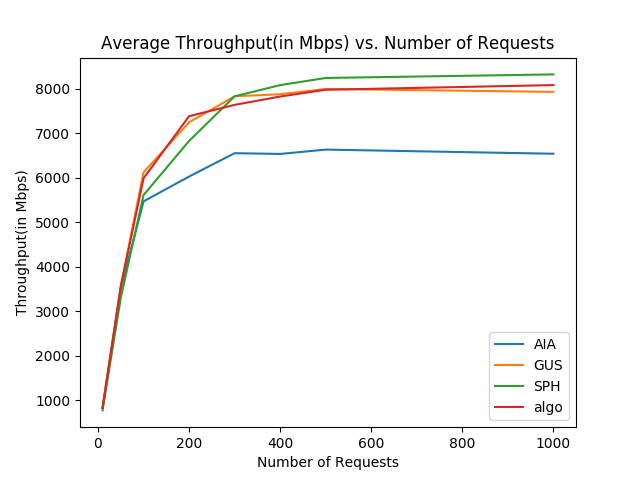 Average Throughput(in Mbps) vs. Number of Requests
Throughput(in Mbps)
8000
7000
6000
5000
4000
3000
2000
1000
0
200
400
600
800
1000
Number of Requests
AIA
GUS
SPH
algo